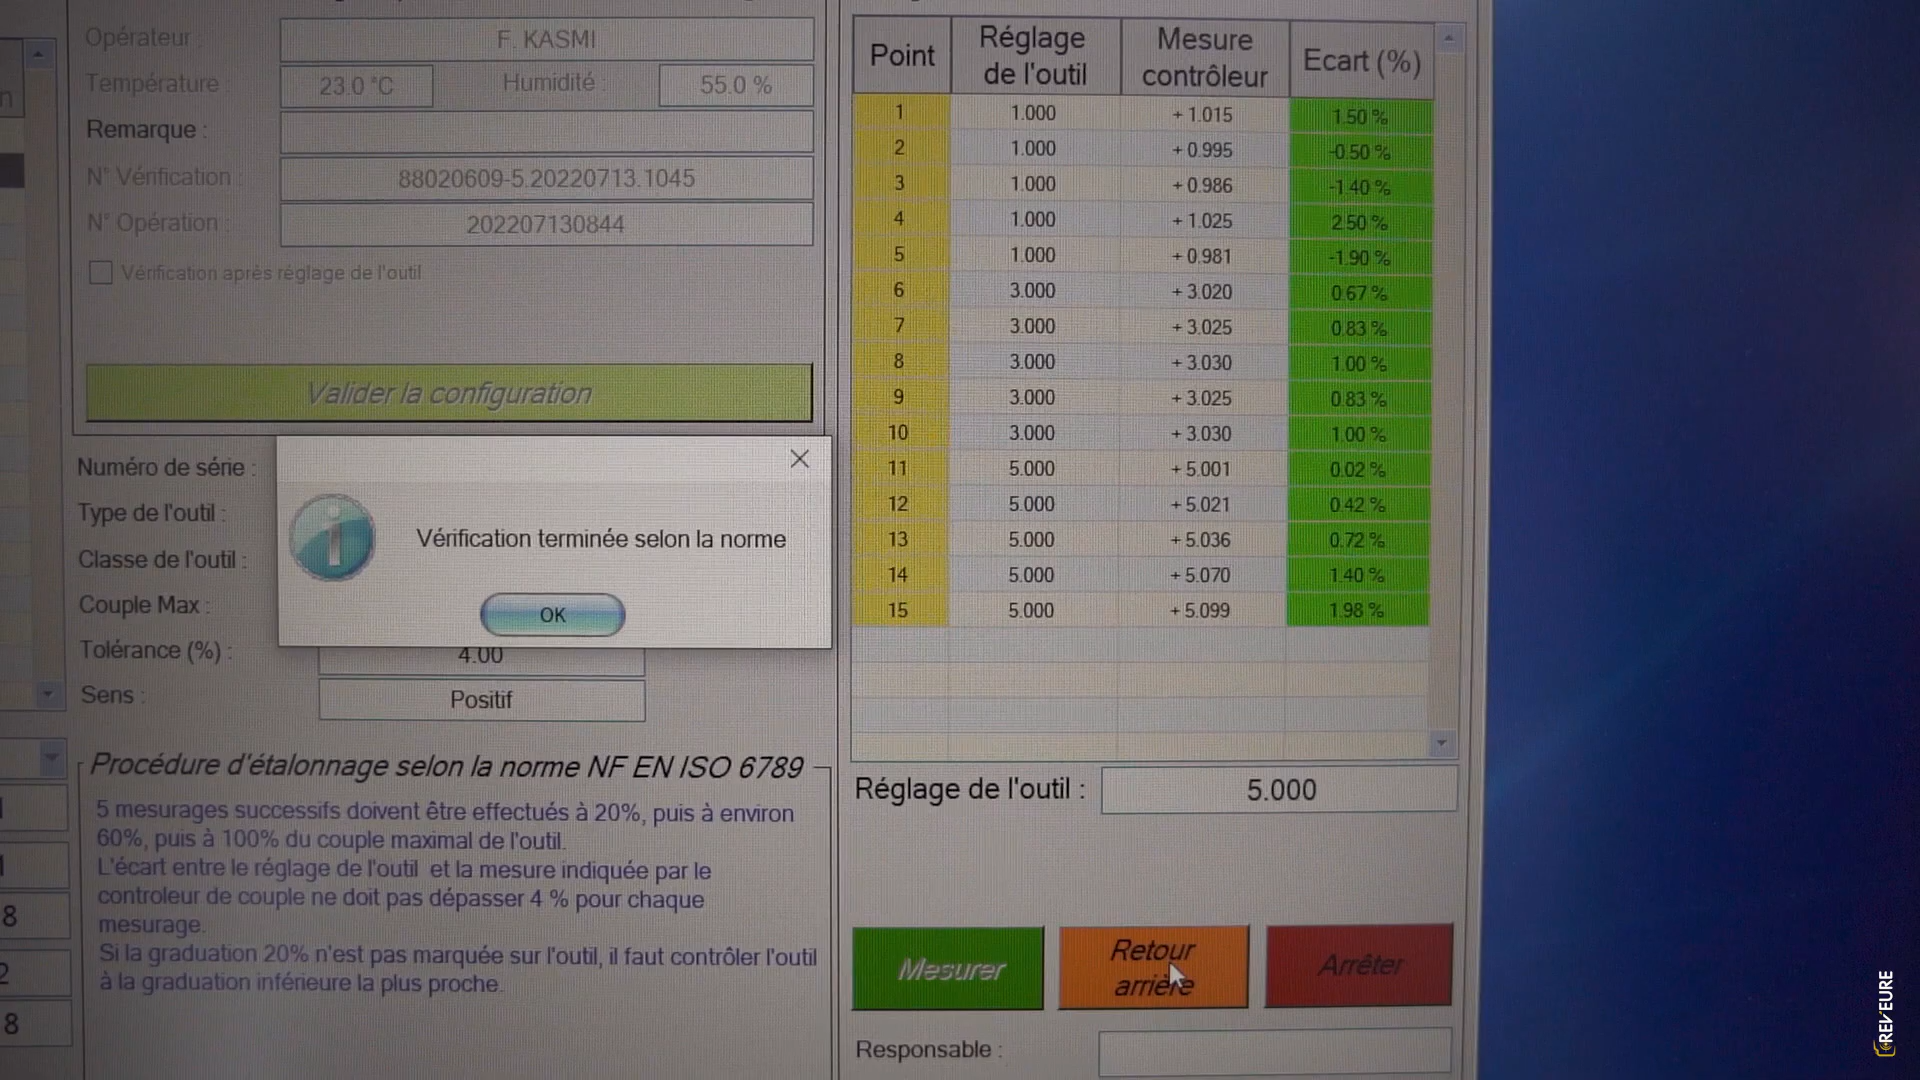 Opérateur : F. KASMI
Température : 23.0 °C Humidité : 55.0 %
Remarque :
N° Vérification : 88020609-5.20220713.1045
N° Opération : 202207130844
Vérification après réglage de l'outil
Valider la configuration
Numéro de série :
Type de l'outil :
Classe de l'outil :
Couple Max :
Tolérance (%) : 4.00
Sens : Positif
Vérification terminée selon la norme
OK
Procédure d'étalonnage selon la norme NF EN ISO 6789
5 mesurages successifs doivent être effectués à 20%, puis à environ
60%, puis à 100% du couple maximal de l'outil.
L'écart entre le réglage de l'outil et la mesure indiquée par le
controleur de couple ne doit pas dépasser 4 % pour chaque
mesurage.
Si la graduation 20% n'est pas marquée sur l'outil, il faut contrôler l'outil
à la graduation inférieure la plus proche.
8
2
8
Point Réglage de l'outil Mesure contrôleur Ecart (%)
1 1.000 + 1.015 1.50 %
2 1.000 + 0.995 -0.50 %
3 1.000 + 0.986 -1.40 %
4 1.000 + 1.025 2.50 %
5 1.000 + 0.981 -1.90 %
6 3.000 + 3.020 0.67 %
7 3.000 + 3.025 0.83 %
8 3.000 + 3.030 1.00 %
9 3.000 + 3.025 0.83 %
10 3.000 + 3.030 1.00 %
11 5.000 + 5.001 0.02 %
12 5.000 + 5.021 0.42 %
13 5.000 + 5.036 0.72 %
14 5.000 + 5.070 1.40 %
15 5.000 + 5.099 1.98 %
Réglage de l'outil : 5.000
Mesurer
Retour
arrière
Arrêter
Responsable :
REV'EURE